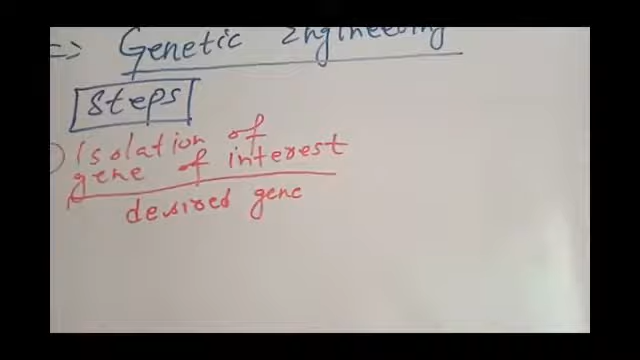 => Genetic Engineering
Steps
Isolation of
gene of interest
desired gene